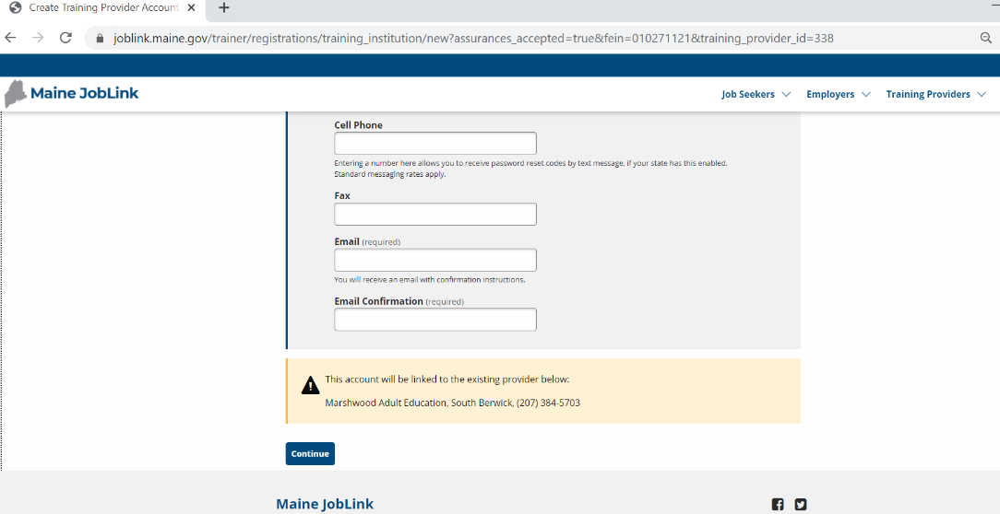 Create Training Provider Account
joblink.maine.gov/trainer/registrations/training_institution/new?assurances_accepted=true&fein=010271121&training_provider_id=338
Maine JobLink
Job Seekers
Employers
Training Providers
Cell Phone
Entering a number here allows you to receive password reset codes by text message, if your state has this enabled.
Standard messaging rates apply.
Fax
Email (required)
You will receive an email with confirmation instructions.
Email Confirmation (required)
This account will be linked to the existing provider below:
Marshwood Adult Education, South Berwick, (207) 384-5703
Continue
Maine JobLink